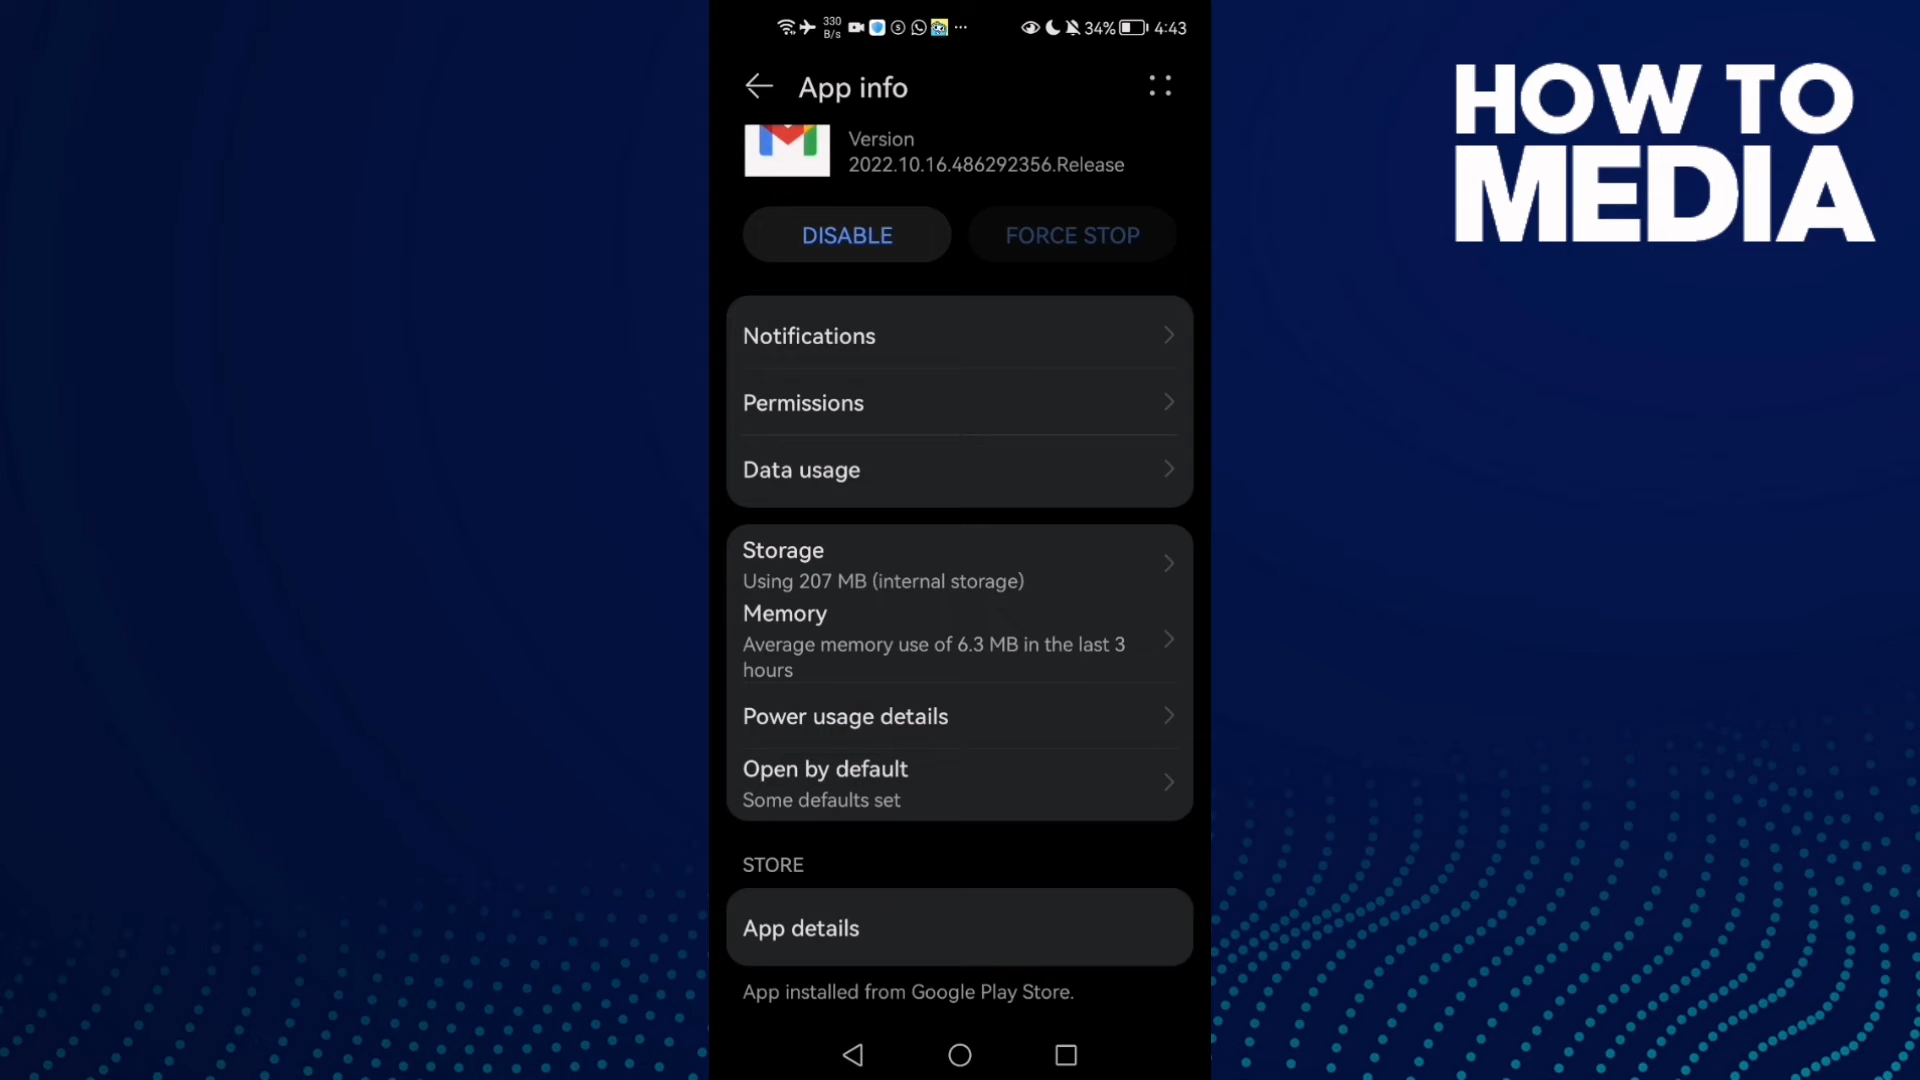 330
B/s
34%
4:43
App info
Version
2022.10.16.486292356.Release
DISABLE
FORCE STOP
Notifications
Permissions
Data usage
Storage
Using 207 MB (internal storage)
Memory
Average memory use of 6.3 MB in the last 3
hours
Power usage details
Open by default
Some defaults set
STORE
App details
App installed from Google Play Store.
HOW TO
MEDIA